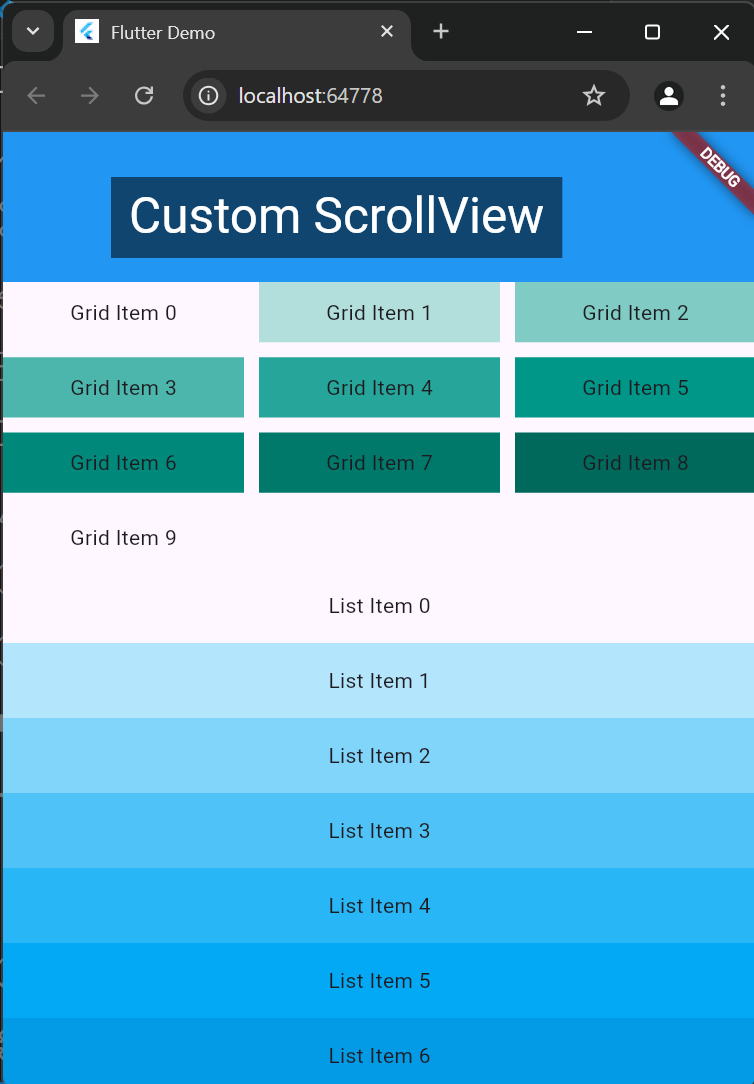 Flutter Demo
localhost:64778
DEBUG
Custom ScrollView
Grid Item 0 Grid Item 1 Grid Item 2
Grid Item 3 Grid Item 4 Grid Item 5
Grid Item 6 Grid Item 7 Grid Item 8
Grid Item 9
List Item 0
List Item 1
List Item 2
List Item 3
List Item 4
List Item 5
List Item 6